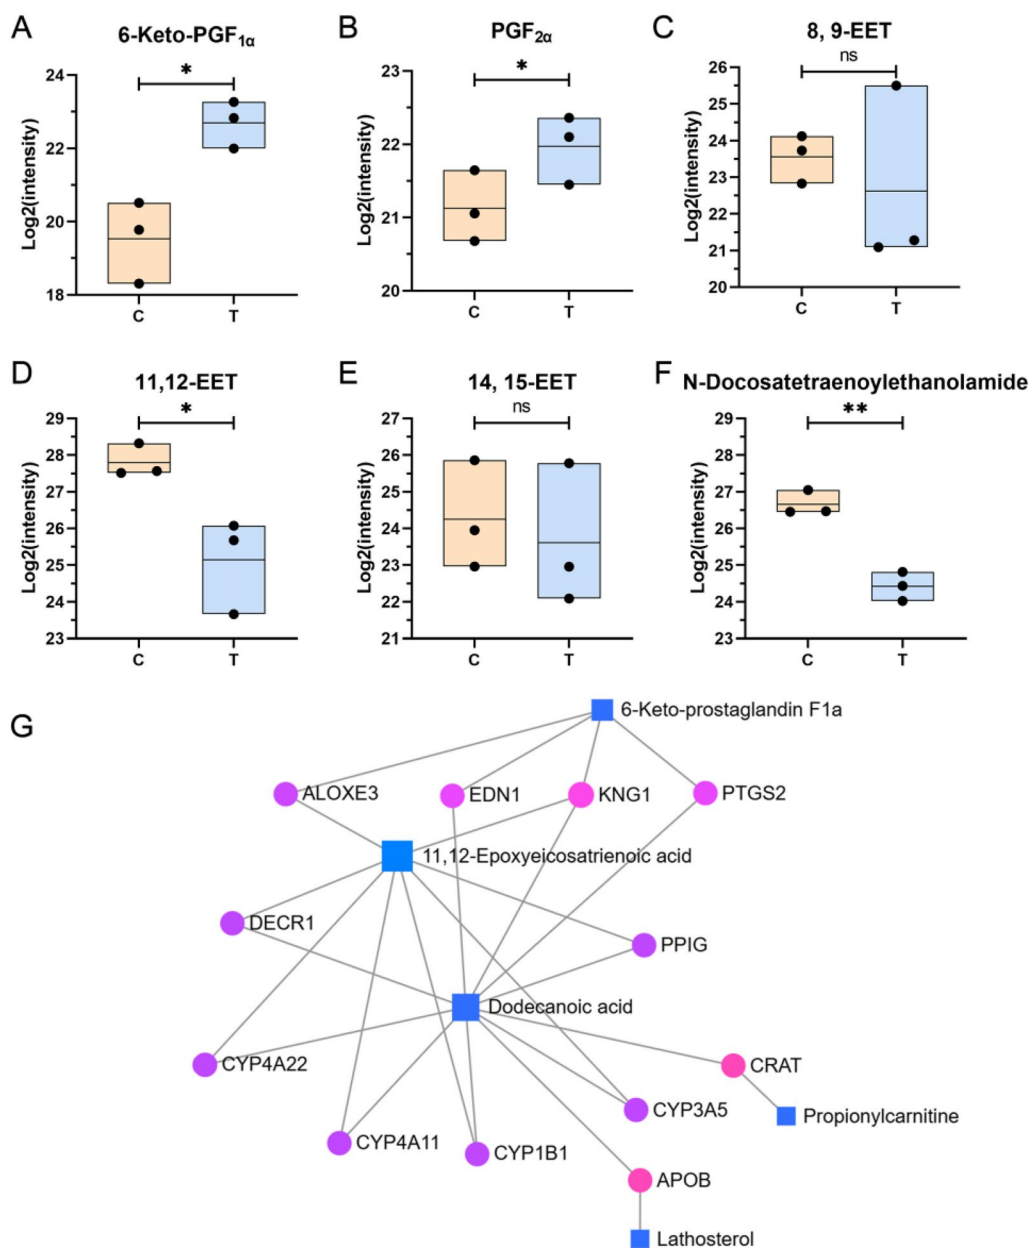 A
6-Keto-PGF1α
*
Log2(intensity)
24
22
20
18
C
T
B
PGF2α
*
Log2(intensity)
23
22
21
20
C
T
C
8, 9-EET
ns
Log2(intensity)
26
25
24
23
22
21
20
C
T
D
11,12-EET
*
Log2(intensity)
29
28
27
26
25
24
23
C
T
E
14, 15-EET
ns
Log2(intensity)
27
26
25
24
23
22
21
C
T
F
N-Docosatetraenoylethanolamide
**
Log2(intensity)
29
28
27
26
25
24
23
C
T
G
6-Keto-prostaglandin F1a
ALOXE3
EDN1
KNG1
PTGS2
11,12-Epoxyeicosatrienoic acid
DECR1
PPIG
Dodecanoic acid
CYP4A22
CRAT
CYP3A5
Propionylcarnitine
CYP4A11
CYP1B1
APOB
Lathosterol